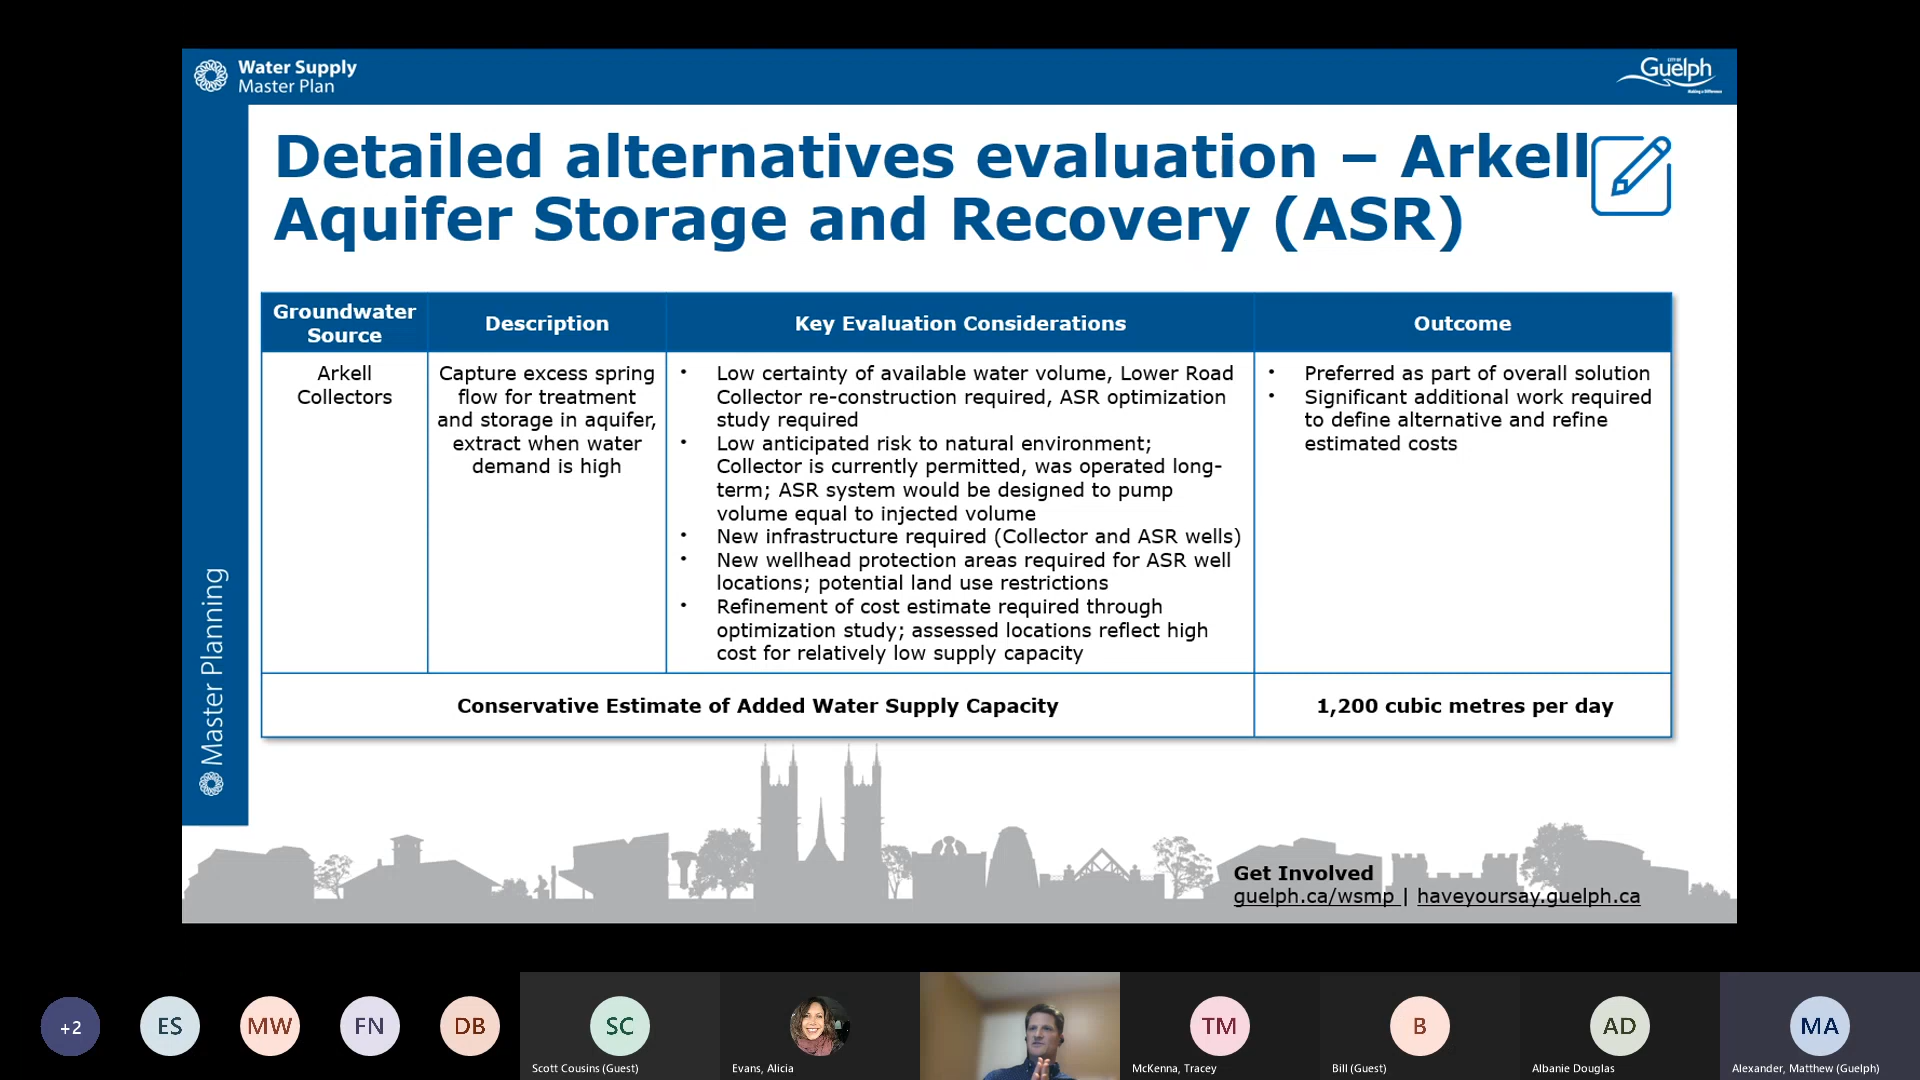 Water Supply
Master Plan
CITY OF
Guelph
Making a Difference
Detailed alternatives evaluation – Arkell
Aquifer Storage and Recovery (ASR)
Groundwater
Source
Description
Key Evaluation Considerations
Outcome
Arkell
Collectors
Capture excess spring
flow for treatment
and storage in aquifer,
extract when water
demand is high
• Low certainty of available water volume, Lower Road
Collector re-construction required, ASR optimization
study required
• Low anticipated risk to natural environment;
Collector is currently permitted, was operated long-
term; ASR system would be designed to pump
volume equal to injected volume
• New infrastructure required (Collector and ASR wells)
• New wellhead protection areas required for ASR well
locations; potential land use restrictions
• Refinement of cost estimate required through
optimization study; assessed locations reflect high
cost for relatively low supply capacity
• Preferred as part of overall solution
• Significant additional work required
to define alternative and refine
estimated costs
Conservative Estimate of Added Water Supply Capacity
1,200 cubic metres per day
Master Planning
Get Involved
guelph.ca/wsmp | haveyoursay.guelph.ca
+2
ES
MW
FN
DB
SC
Scott Cousins (Guest)
Evans, Alicia
TM
McKenna, Tracey
B
Bill (Guest)
AD
Albanie Douglas
MA
Alexander, Matthew (Guelph)